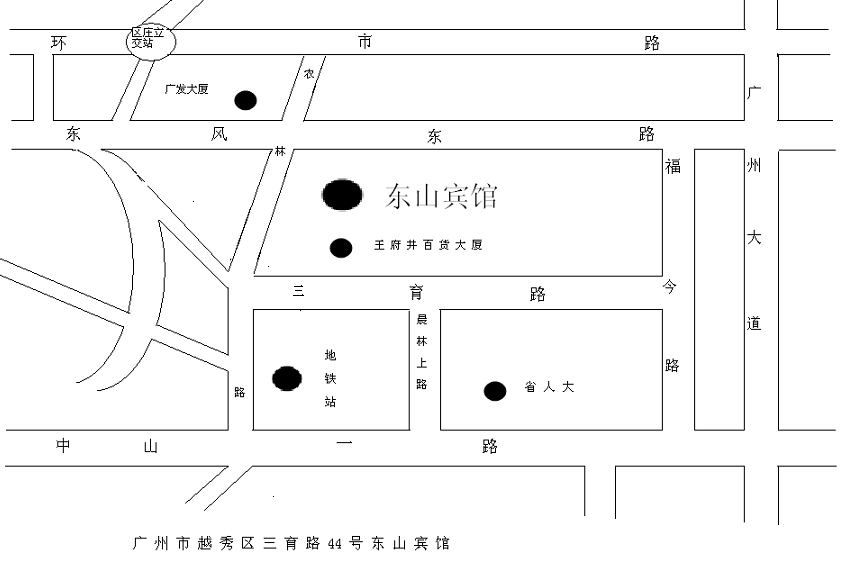 区庄立
交站
环 市 路
广发大厦
农
林
路
东 风 东 路
广
州
大
道
福
今
路
东山宾馆
王府井百货大厦
三 育 路
晨
林
上
路
地
铁
站
省人大
中 山 一 路
广州市越秀区三育路44号东山宾馆